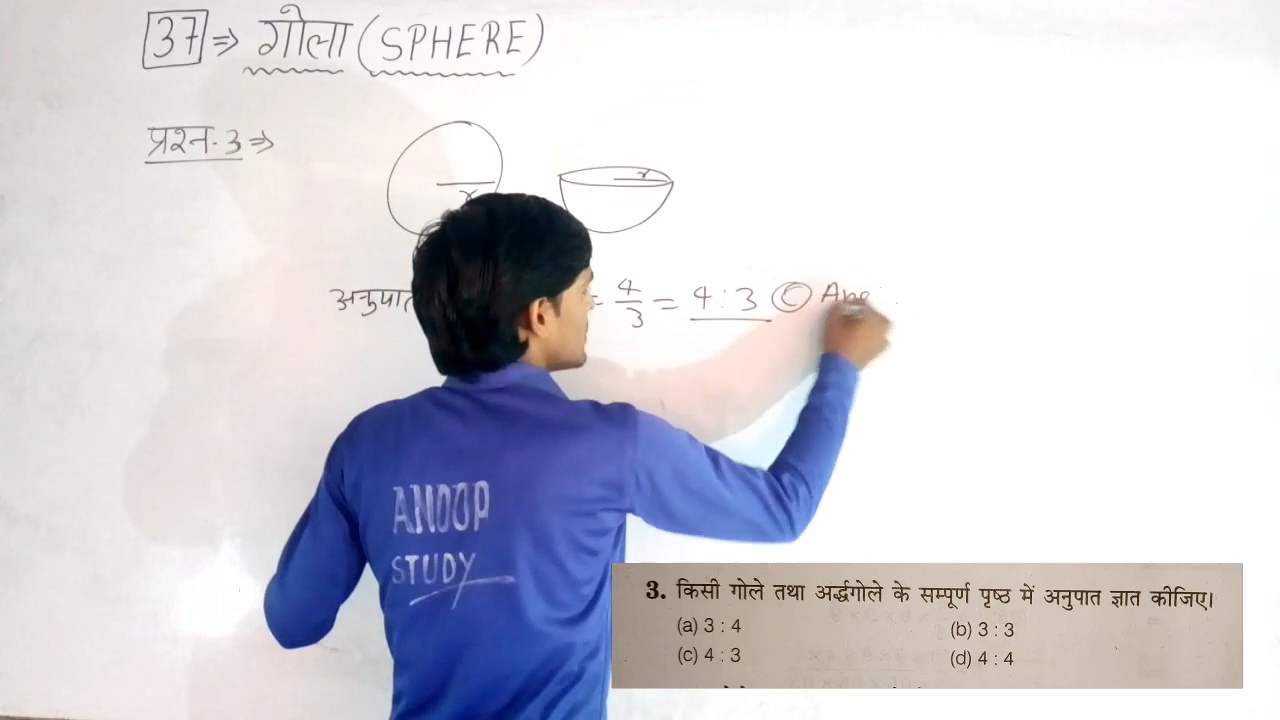 37 ⇒ गोला (SPHERE)
प्रश्न-3 ⇒
r
r
अनुपात = 4/3 = 4 : 3 (C) Ans
ANOOP
STUDY
3. किसी गोले तथा अर्द्धगोले के सम्पूर्ण पृष्ठ में अनुपात ज्ञात कीजिए।
(a) 3 : 4 (b) 3 : 3
(c) 4 : 3 (d) 4 : 4